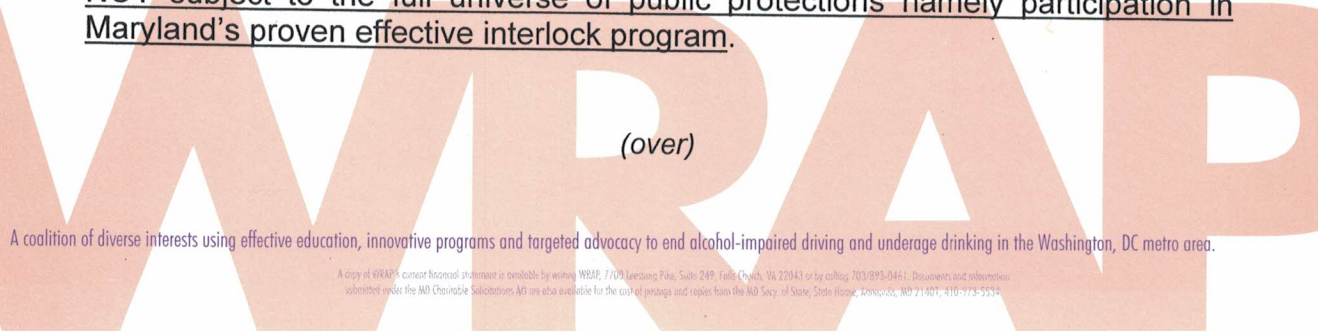 NOT subject to the full universe of public protections namely participation in
Maryland's proven effective interlock program.
(over)
WRAP
A coalition of diverse interests using effective education, innovative programs and targeted advocacy to end alcohol-impaired driving and underage drinking in the Washington, DC metro area.
A copy of WRAP's current financial statement is available by writing WRAP, 7700 Leesburg Pike, Suite 249, Falls Church, VA 22043 or by calling 703/893-0461. Documents and information
submitted under the MD Charitable Solicitations Act are also available for the cost of postage and copies from the MD Secy. of State, State House, Annapolis, MD 21401, 410-973-5534